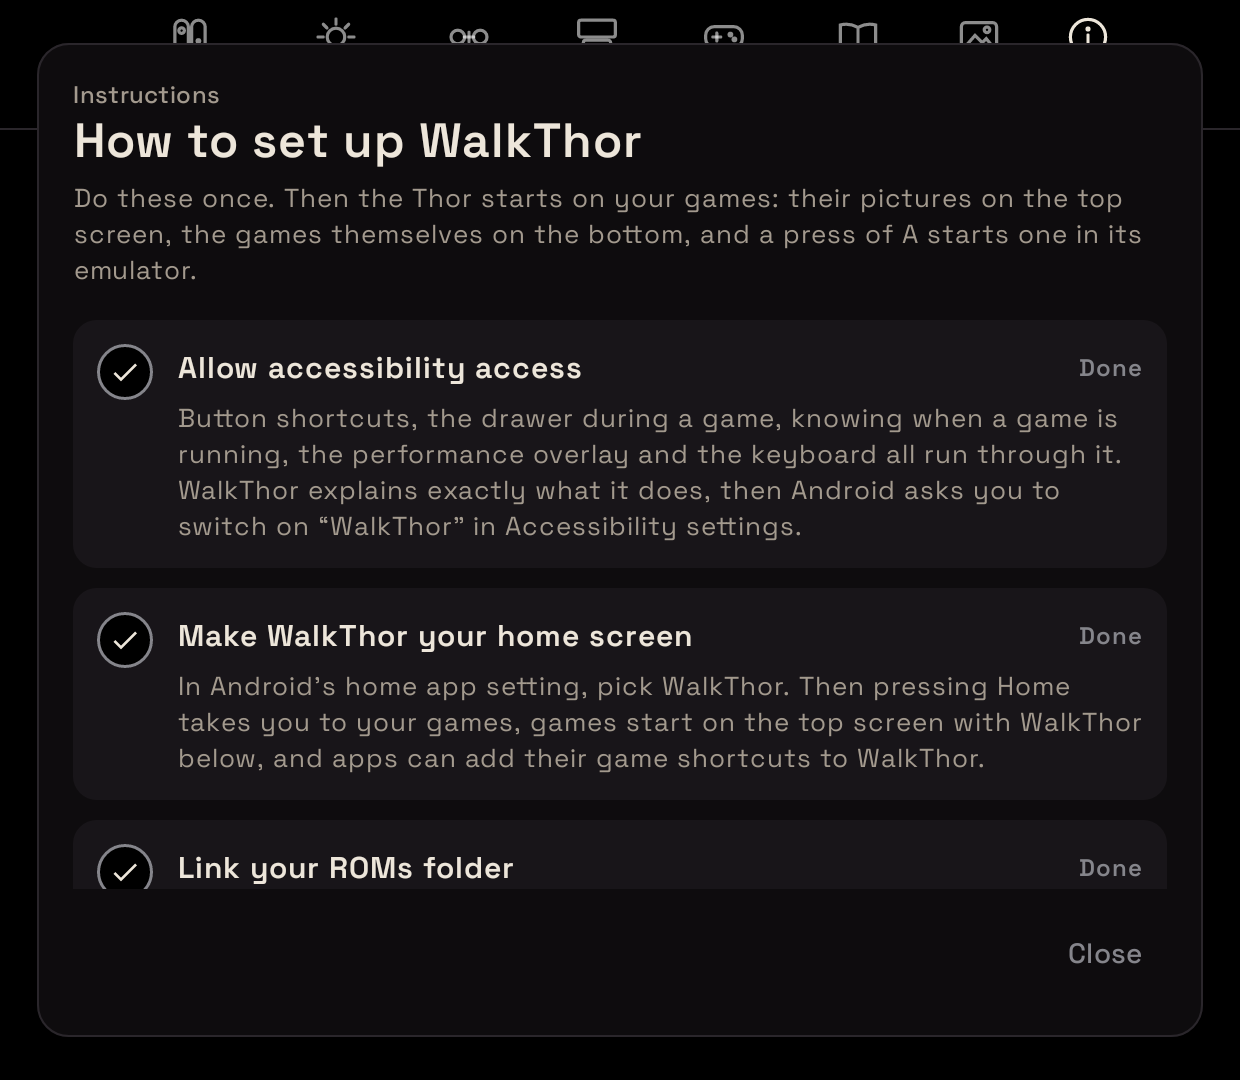 Instructions
How to set up WalkThor
Do these once. Then the Thor starts on your games: their pictures on the top
screen, the games themselves on the bottom, and a press of A starts one in its
emulator.
Allow accessibility access
Done
Button shortcuts, the drawer during a game, knowing when a game is
running, the performance overlay and the keyboard all run through it.
WalkThor explains exactly what it does, then Android asks you to
switch on “WalkThor” in Accessibility settings.
Make WalkThor your home screen
Done
In Android’s home app setting, pick WalkThor. Then pressing Home
takes you to your games, games start on the top screen with WalkThor
below, and apps can add their game shortcuts to WalkThor.
Link your ROMs folder
Done
Close